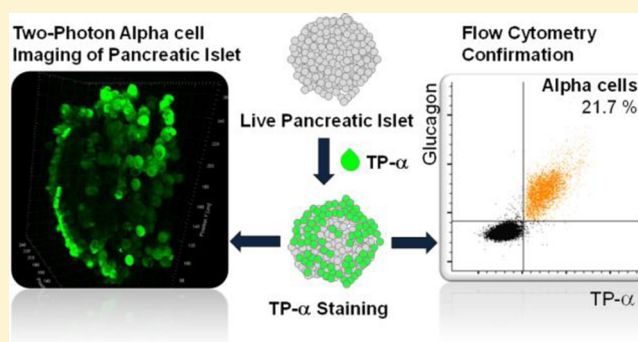 Two-Photon Alpha cell
Imaging of Pancreatic Islet
Live Pancreatic Islet
TP-α
TP-α Staining
Flow Cytometry
Confirmation
Alpha cells
21.7 %
Glucagon
TP-α